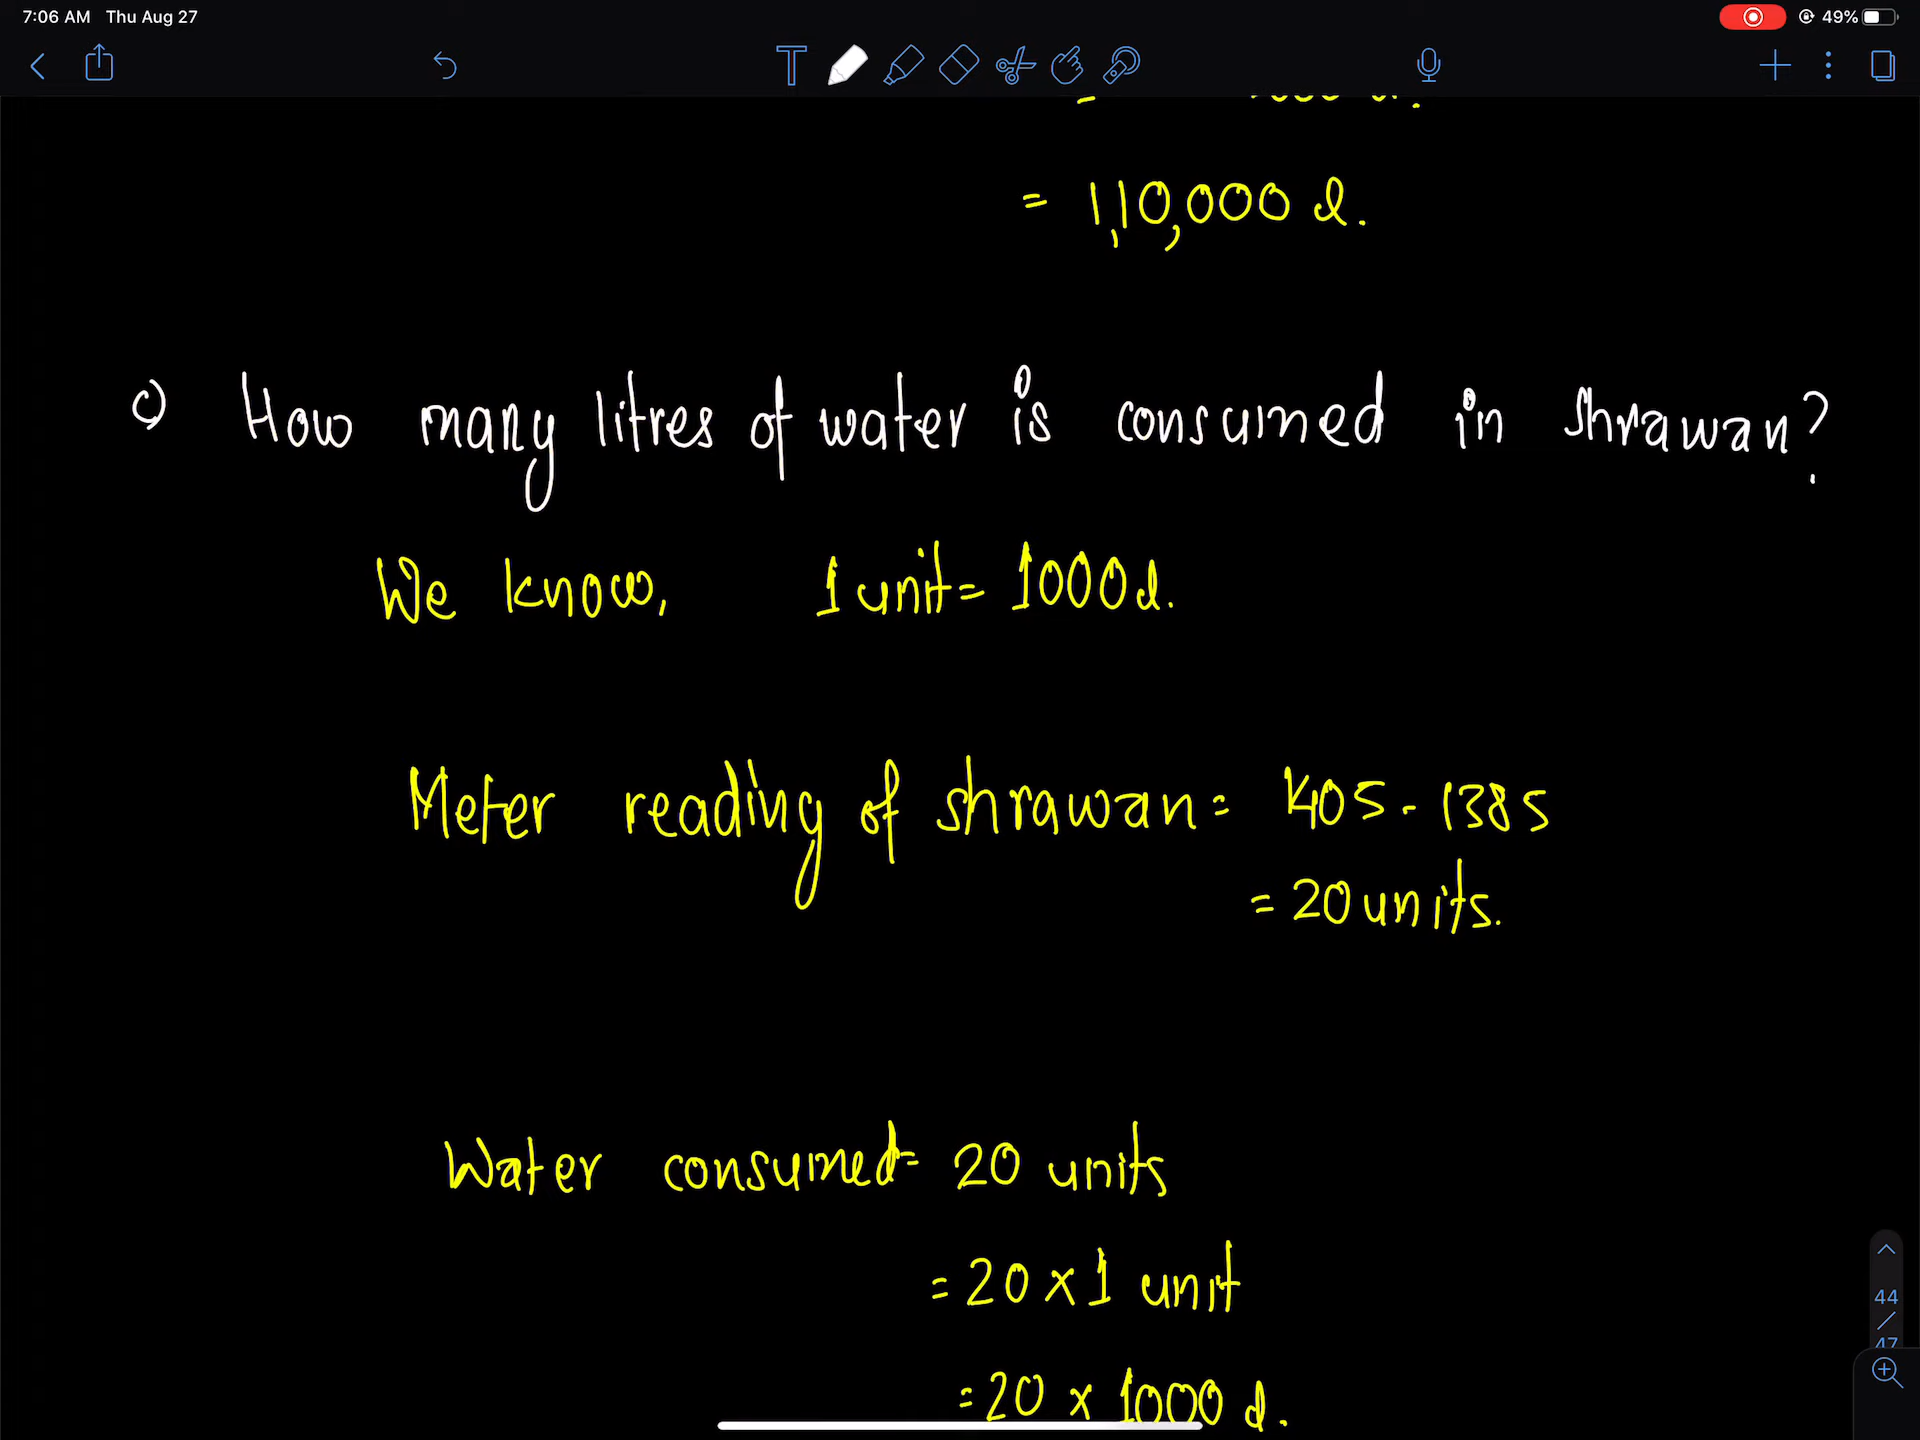 7:06 AM Thu Aug 27
49%
= 1,10,000 l.
c) How many litres of water is consumed in shrawan?
We know, 1 unit = 1000 l.
Meter reading of shrawan = 1405 - 1385
= 20 units.
Water consumed = 20 units
= 20 x 1 unit
= 20 x 1000 l.
44
/
47